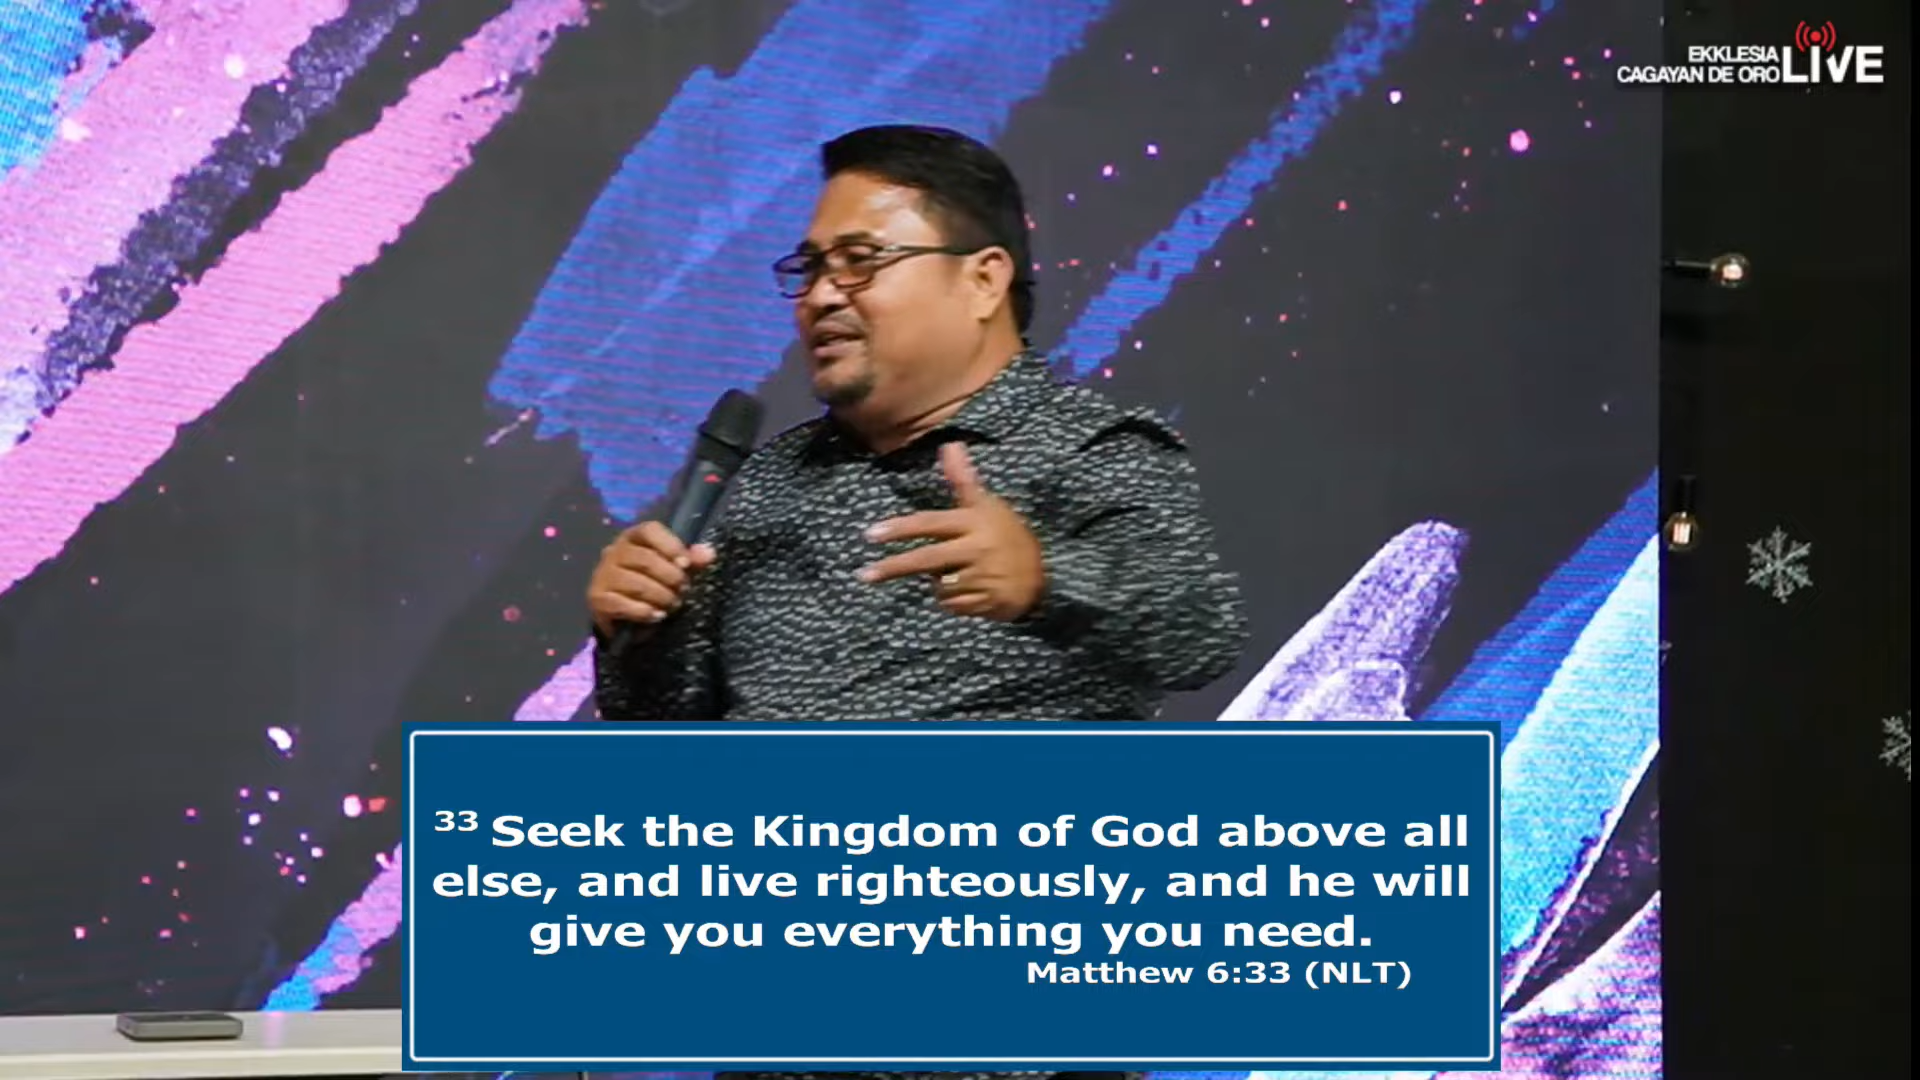 EKKLESIA
CAGAYAN DE ORO LIVE
33 Seek the Kingdom of God above all
else, and live righteously, and he will
give you everything you need.
Matthew 6:33 (NLT)